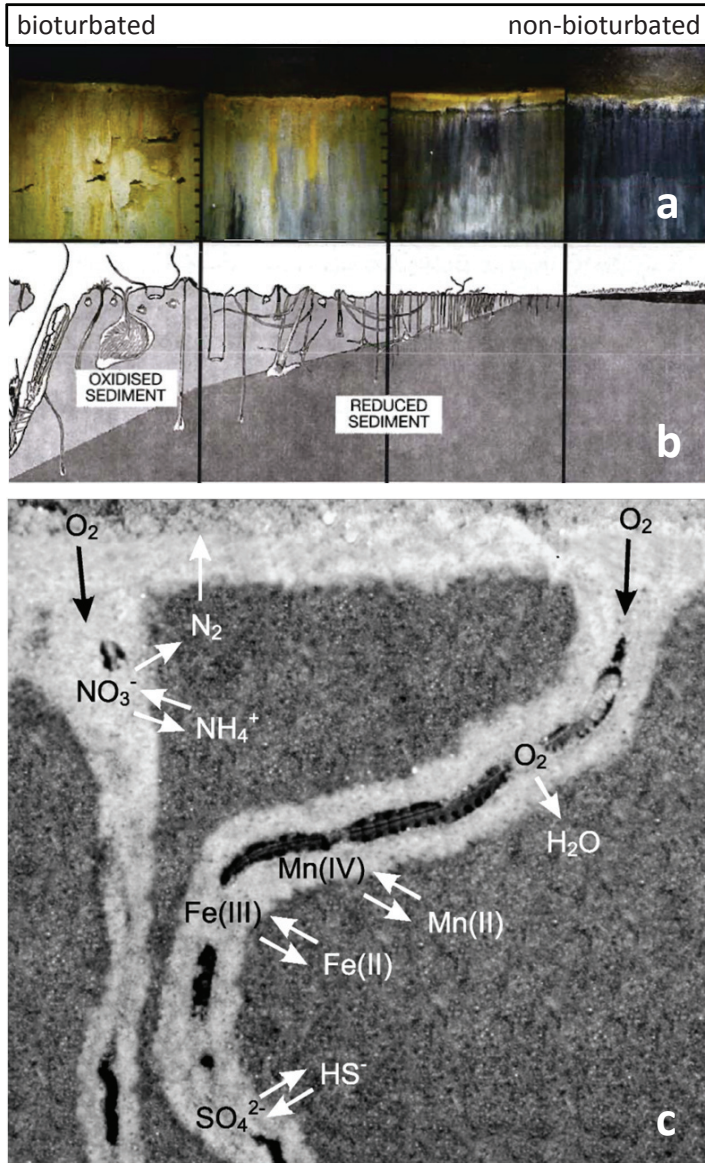 bioturbated non-bioturbated
a
OXIDISED
SEDIMENT
REDUCED
SEDIMENT
b
O₂ O₂
N₂
NO₃⁻
NH₄⁺
O₂
H₂O
Mn(IV)
Mn(II)
Fe(III)
Fe(II)
HS⁻
SO₄²⁻
c